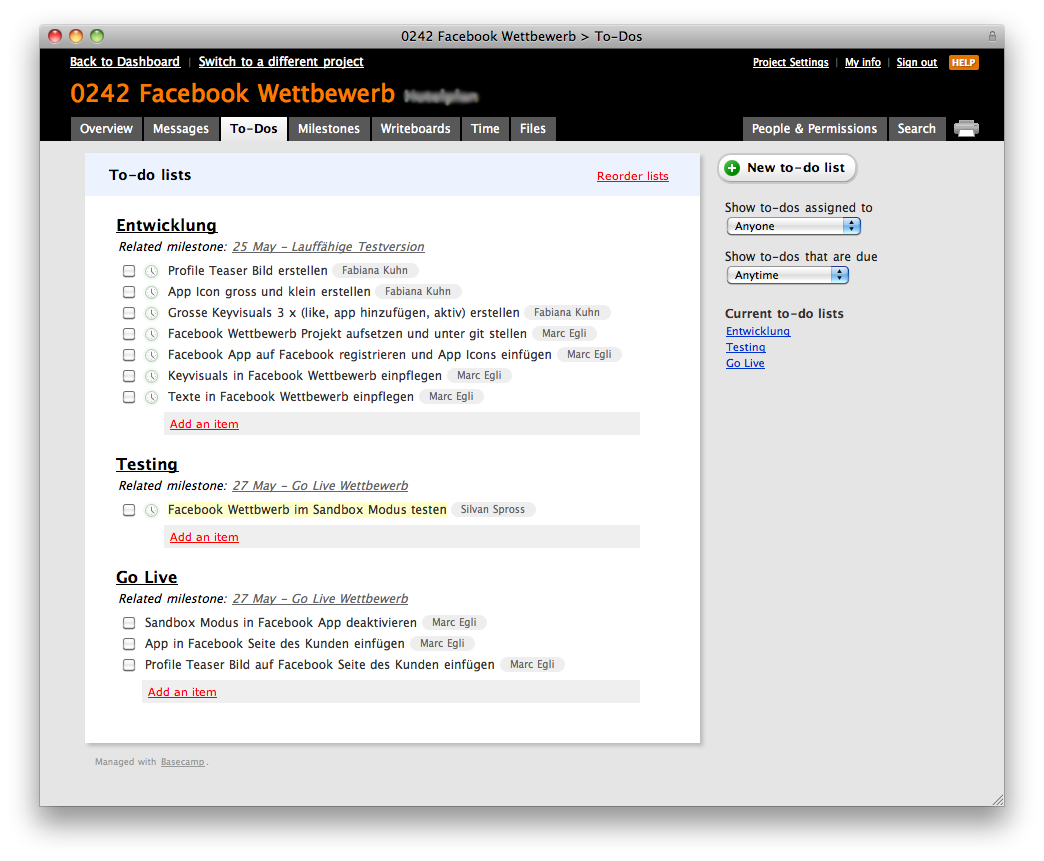 0242 Facebook Wettbewerb > To-Dos
Back to Dashboard | Switch to a different project
Project Settings | My info | Sign out HELP
0242 Facebook Wettbewerb
Overview Messages To-Dos Milestones Writeboards Time Files People & Permissions Search
To-do lists Reorder lists
Entwicklung
Related milestone: 25 May – Lauffähige Testversion
Profile Teaser Bild erstellen Fabiana Kuhn
App Icon gross und klein erstellen Fabiana Kuhn
Grosse Keyvisuals 3 x (like, app hinzufügen, aktiv) erstellen Fabiana Kuhn
Facebook Wettbewerb Projekt aufsetzen und unter git stellen Marc Egli
Facebook App auf Facebook registrieren und App Icons einfügen Marc Egli
Keyvisuals in Facebook Wettbewerb einpflegen Marc Egli
Texte in Facebook Wettbewerb einpflegen Marc Egli
Add an item
Testing
Related milestone: 27 May – Go Live Wettbewerb
Facebook Wettbwerb im Sandbox Modus testen Silvan Spross
Add an item
Go Live
Related milestone: 27 May – Go Live Wettbewerb
Sandbox Modus in Facebook App deaktivieren Marc Egli
App in Facebook Seite des Kunden einfügen Marc Egli
Profile Teaser Bild auf Facebook Seite des Kunden einfügen Marc Egli
Add an item
Managed with Basecamp.
New to-do list
Show to-dos assigned to
Anyone
Show to-dos that are due
Anytime
Current to-do lists
Entwicklung
Testing
Go Live